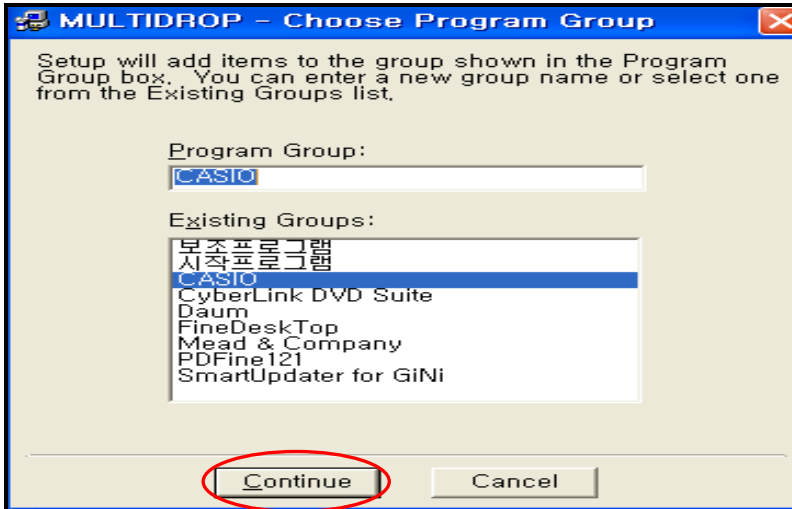 MULTIDROP - Choose Program Group
Setup will add items to the group shown in the Program
Group box. You can enter a new group name or select one
from the Existing Groups list.
Program Group:
CASIO
Existing Groups:
보조프로그램
시작프로그램
CASIO
CyberLink DVD Suite
Daum
FineDeskTop
Mead & Company
PDFine121
SmartUpdater for GiNi
Continue
Cancel